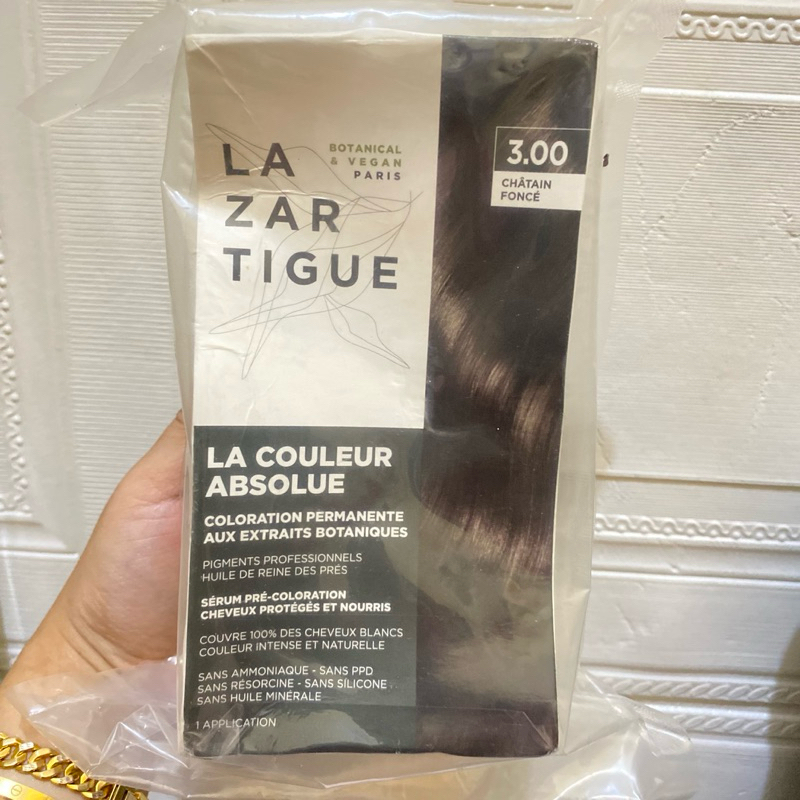 LA
ZAR
TIGUE
BOTANICAL
& VEGAN
PARIS
3.00
CHÂTAIN
FONCÉ
LA COULEUR
ABSOLUE
COLORATION PERMANENTE
AUX EXTRAITS BOTANIQUES
PIGMENTS PROFESSIONNELS
HUILE DE REINE DES PRÉS
SÉRUM PRÉ-COLORATION
CHEVEUX PROTÉGÉS ET NOURRIS
COUVRE 100% DES CHEVEUX BLANCS
COULEUR INTENSE ET NATURELLE
SANS AMMONIAQUE - SANS PPD
SANS RÉSORCINE - SANS SILICONE
SANS HUILE MINÉRALE
1 APPLICATION